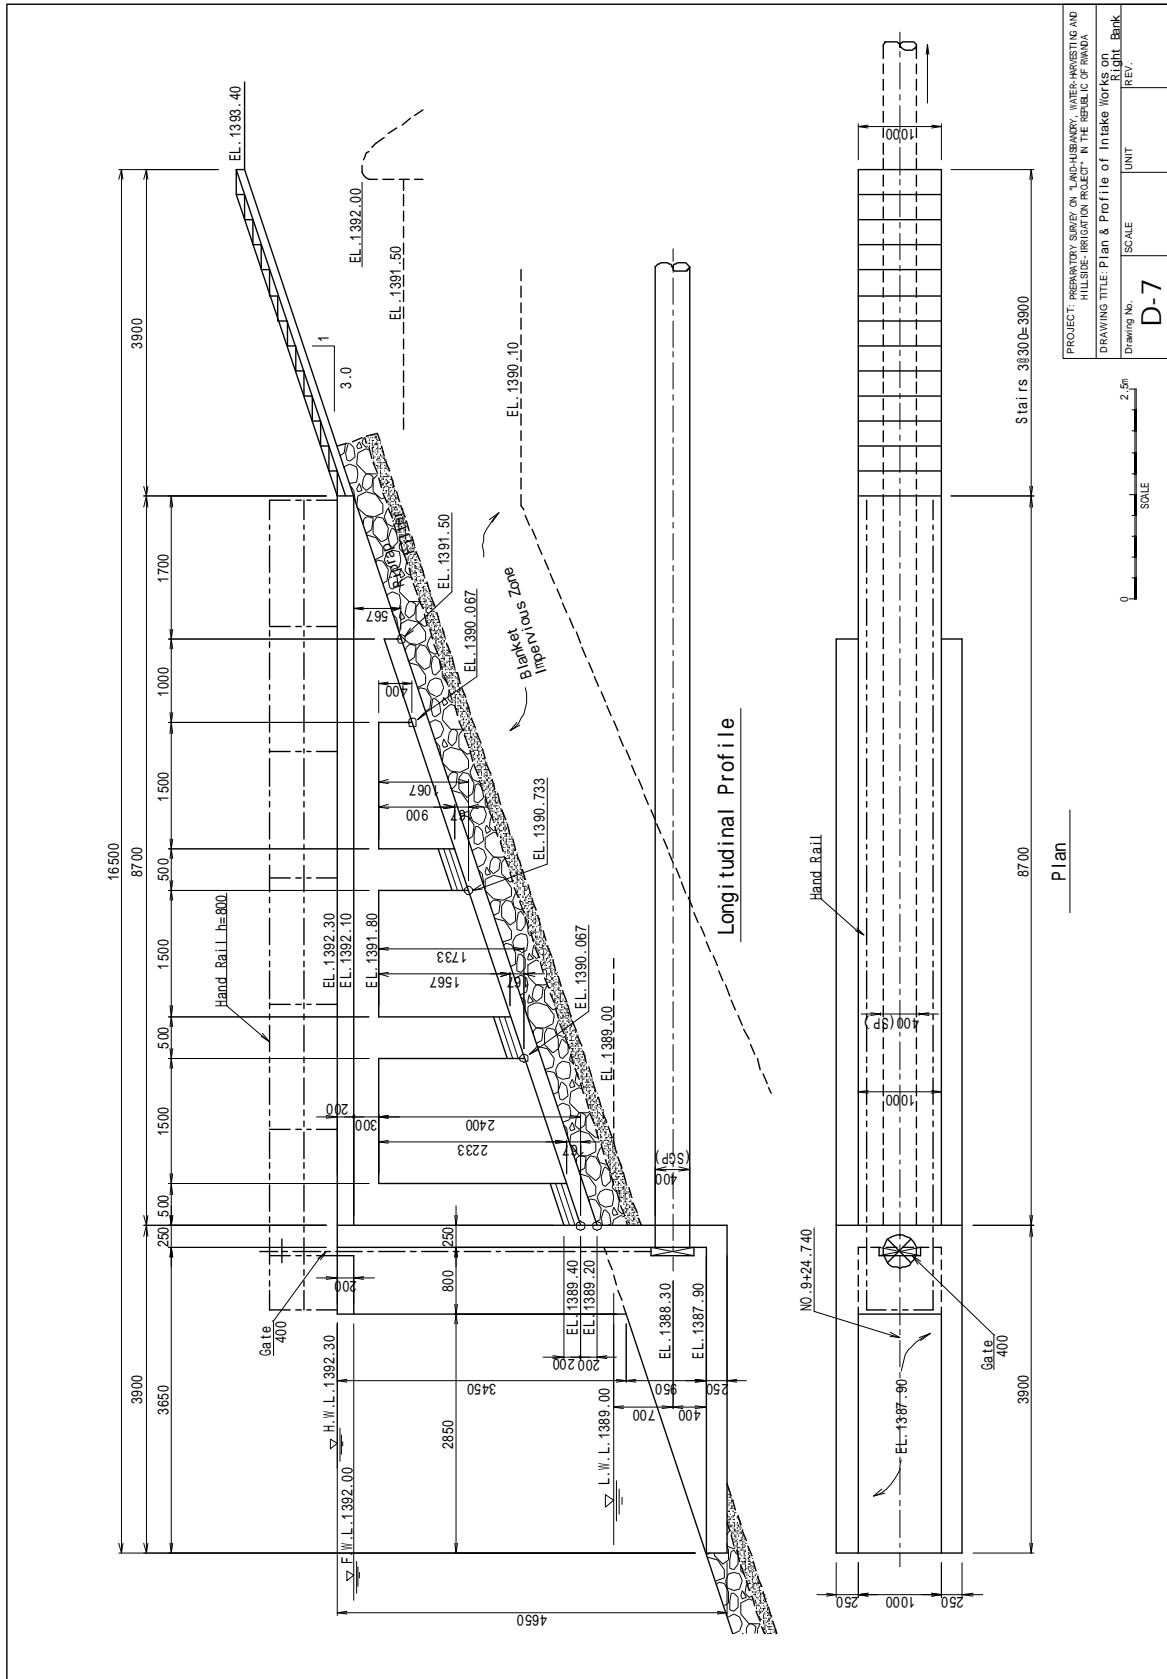 16500
3900
8700
3900
3650
250
500
1500
500
1500
500
1500
1000
1700
Hand Rail h=800
EL.1393.40
EL.1392.00
EL.1391.50
EL.1390.10
1
3.0
Gate
400
200
200
300
EL.1392.30
EL.1392.10
EL.1391.80
H.W.L.1392.30
F.W.L.1392.00
L.W.L.1389.00
2850
800
250
2233
2400
167
1567
1733
67
900
1067
67
400
567
Riprap
EL.1391.50
EL.1390.067
EL.1390.733
EL.1390.067
EL.1389.00
Blanket
Impervious Zone
EL.1389.40
EL.1389.20
EL.1388.30
EL.1387.90
200
200
3450
950
250
700
400
4650
400
(SGP)
Longitudinal Profile
Hand Rail
NO.9+24.740
EL.1387.90
Gate
400
1000
400(SP)
1000
250
1000
250
3900
8700
Stairs 3@300=3900
Plan
0
2.5m
SCALE
PROJECT: PREPARATORY SURVEY ON "LAND-HUSBANDRY, WATER-HARVESTING AND
HILLSIDE-IRRIGATION PROJECT" IN THE REPUBLIC OF RWANDA
DRAWING TITLE: Plan & Profile of Intake Works on
Right Bank
Drawing No.
D-7
SCALE
UNIT
REV.